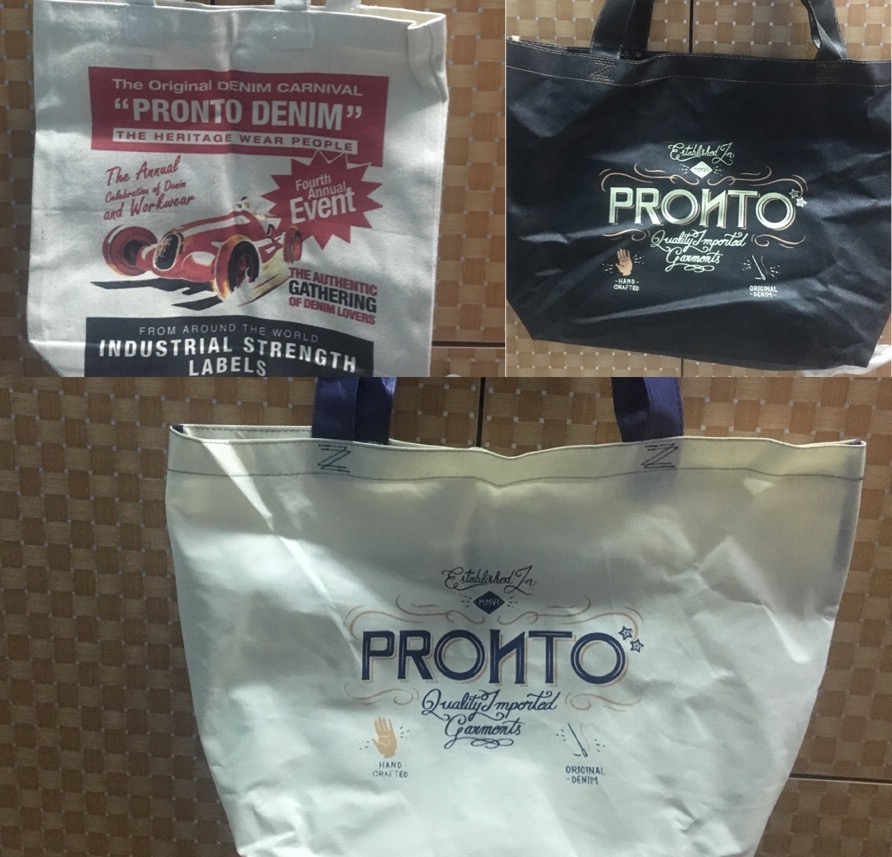 The Original DENIM CARNIVAL
“PRONTO DENIM”
THE HERITAGE WEAR PEOPLE
The Annual
Celebration of Denim
and Workwear
Fourth
Annual
Event
THE AUTHENTIC
GATHERING
OF DENIM LOVERS
FROM AROUND THE WORLD
INDUSTRIAL STRENGTH
LABELS
Established In
MMVI
PROИTO
Quality Imported
Garments
HAND
CRAFTED
ORIGINAL
-DENIM-
Established In
MMVI
PROИTO
Quality Imported
Garments
HAND
CRAFTED
ORIGINAL
-DENIM-